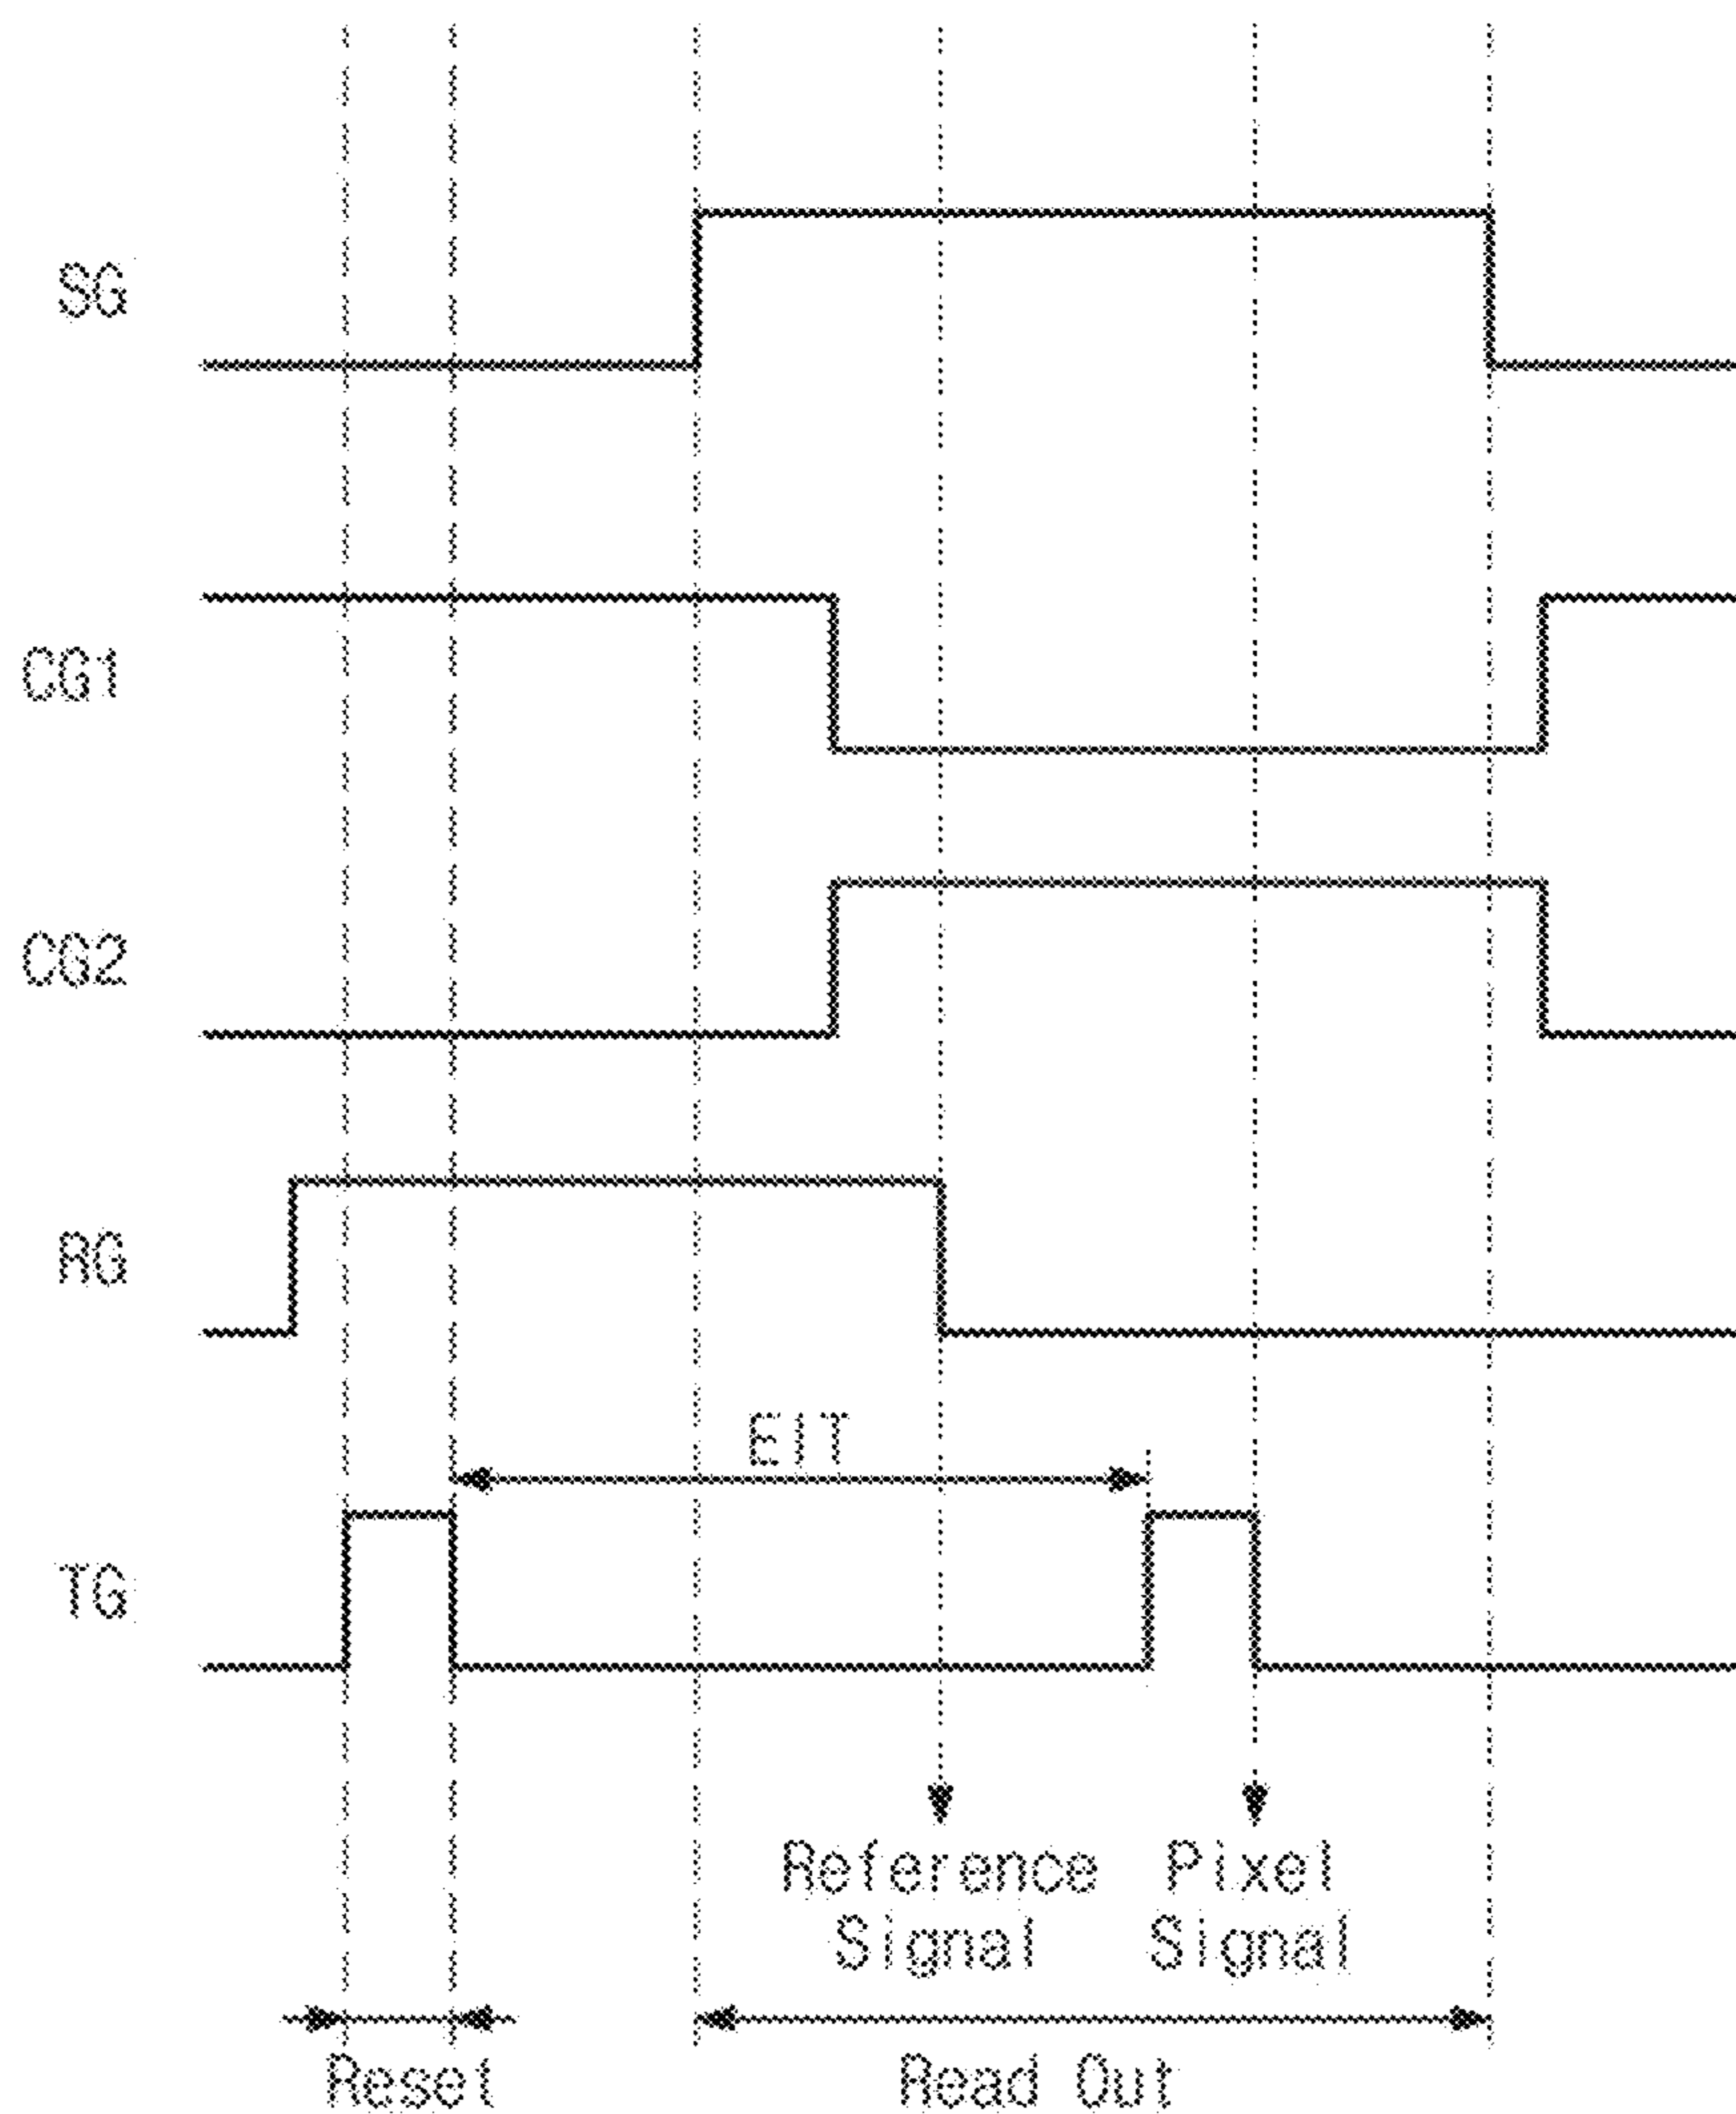 SG
CG1
CG2
RG
EIT
TG
Reference Pixel
Signal Signal
Reset
Read Out